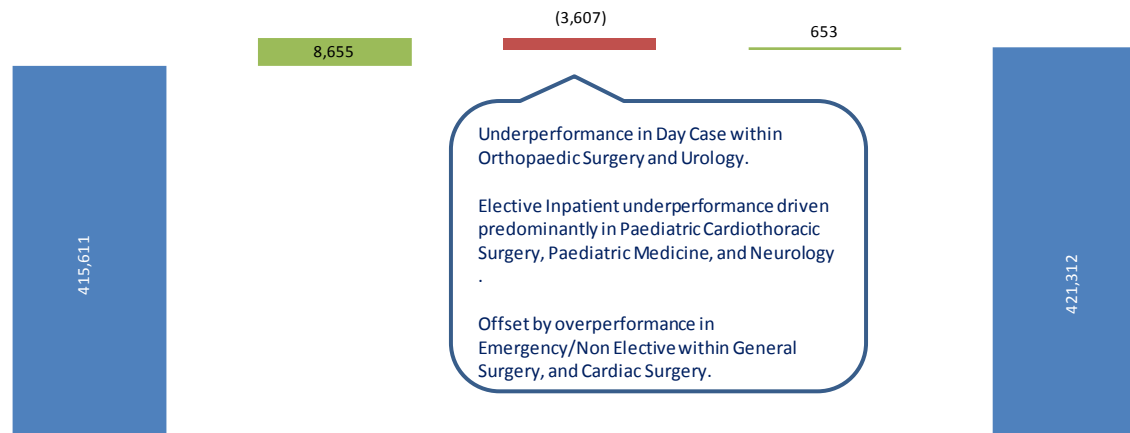 (3,607)
8,655
653
415,611
Underperformance in Day Case within
Orthopaedic Surgery and Urology.
Elective Inpatient underperformance driven
predominantly in Paediatric Cardiothoracic
Surgery, Paediatric Medicine, and Neurology
.
Offset by overperformance in
Emergency/Non Elective within General
Surgery, and Cardiac Surgery.
421,312